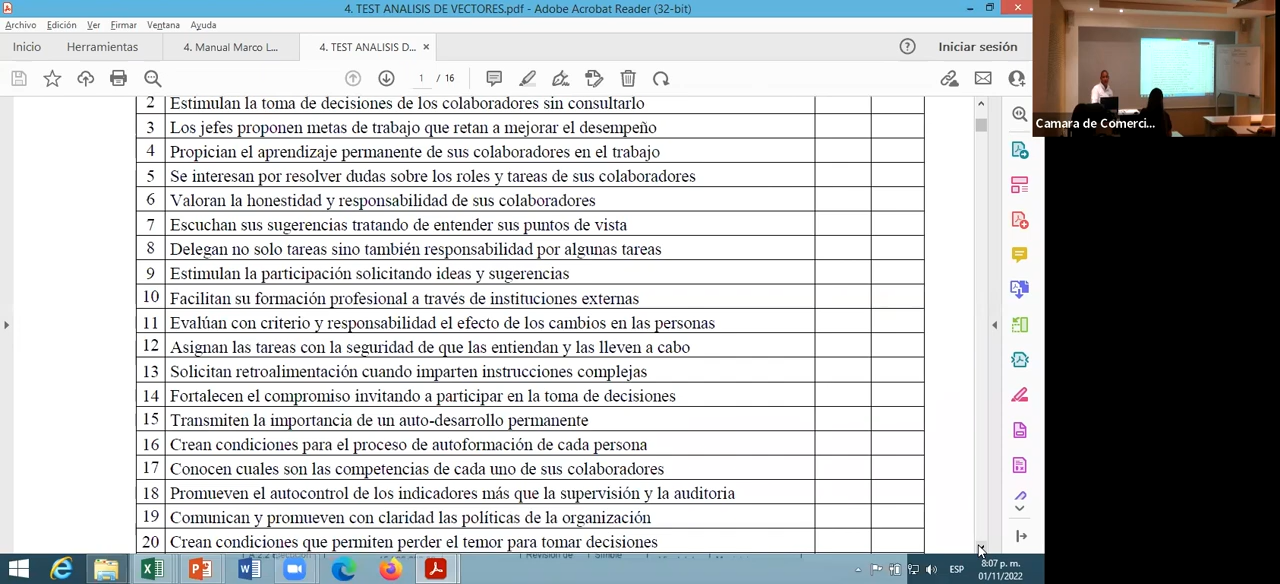 4. TEST ANALISIS DE VECTORES.pdf - Adobe Acrobat Reader (32-bit)
Archivo Edición Ver Firmar Ventana Ayuda
Inicio Herramientas 4. Manual Marco L... 4. TEST ANALISIS D... × Iniciar sesión
1 / 16
Camara de Comerci...
2 Estimulan la toma de decisiones de los colaboradores sin consultarlo
3 Los jefes proponen metas de trabajo que retan a mejorar el desempeño
4 Propician el aprendizaje permanente de sus colaboradores en el trabajo
5 Se interesan por resolver dudas sobre los roles y tareas de sus colaboradores
6 Valoran la honestidad y responsabilidad de sus colaboradores
7 Escuchan sus sugerencias tratando de entender sus puntos de vista
8 Delegan no solo tareas sino también responsabilidad por algunas tareas
9 Estimulan la participación solicitando ideas y sugerencias
10 Facilitan su formación profesional a través de instituciones externas
11 Evalúan con criterio y responsabilidad el efecto de los cambios en las personas
12 Asignan las tareas con la seguridad de que las entiendan y las lleven a cabo
13 Solicitan retroalimentación cuando imparten instrucciones complejas
14 Fortalecen el compromiso invitando a participar en la toma de decisiones
15 Transmiten la importancia de un auto-desarrollo permanente
16 Crean condiciones para el proceso de autoformación de cada persona
17 Conocen cuales son las competencias de cada uno de sus colaboradores
18 Promueven el autocontrol de los indicadores más que la supervisión y la auditoria
19 Comunican y promueven con claridad las políticas de la organización
20 Crean condiciones que permiten perder el temor para tomar decisiones
ESP 8:07 p. m.
01/11/2022